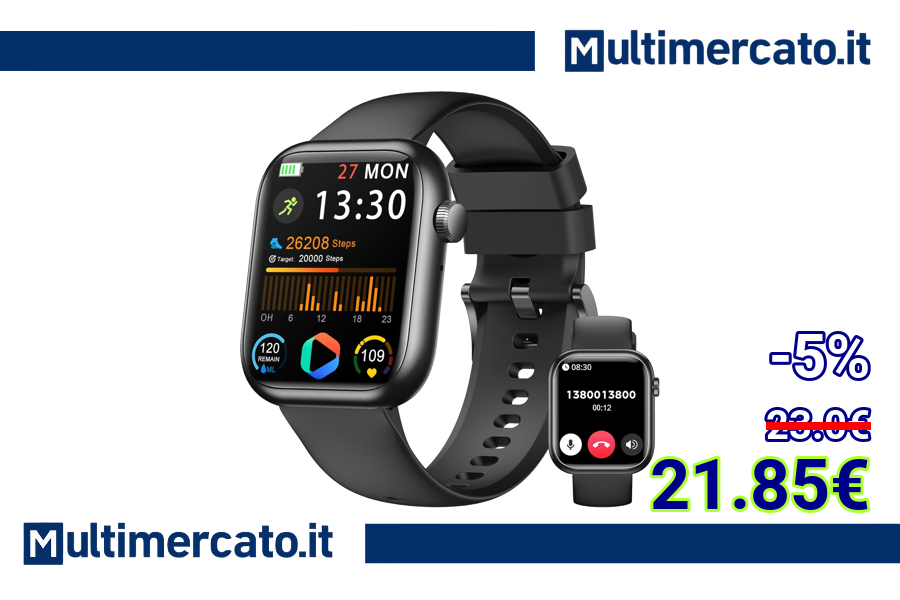 Multimercato.it
27 MON
13:30
26208 Steps
Target: 20000 Steps
OH 6 12 18 23
120
REMAIN
ML
109
08:30
1380013800
00:12
-5%
23.0€
21.85€
Multimercato.it